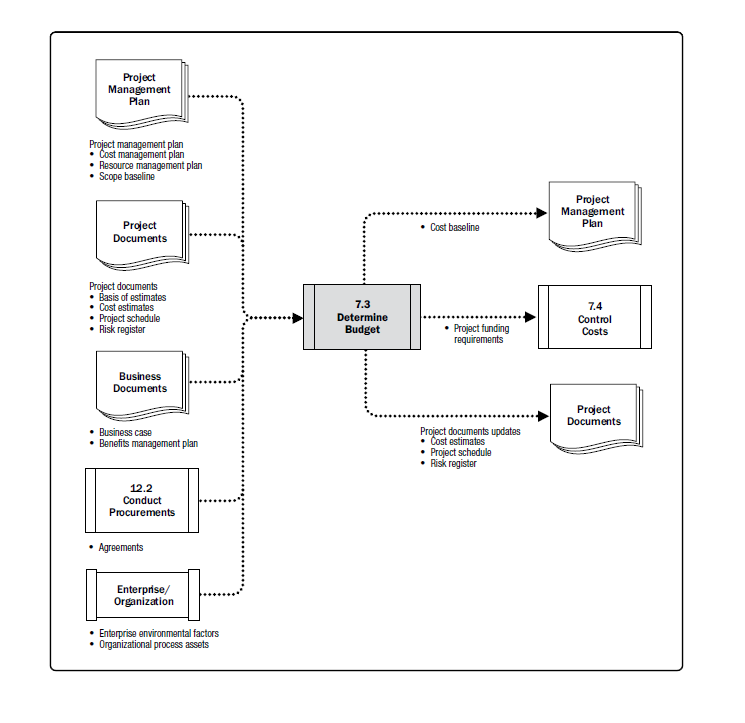 Project
Management
Plan
Project management plan
• Cost management plan
• Resource management plan
• Scope baseline
Project
Documents
Project documents
• Basis of estimates
• Cost estimates
• Project schedule
• Risk register
Business
Documents
• Business case
• Benefits management plan
12.2
Conduct
Procurements
• Agreements
Enterprise/
Organization
• Enterprise environmental factors
• Organizational process assets
7.3
Determine
Budget
• Cost baseline
Project
Management
Plan
• Project funding
requirements
7.4
Control
Costs
Project documents updates
• Cost estimates
• Project schedule
• Risk register
Project
Documents